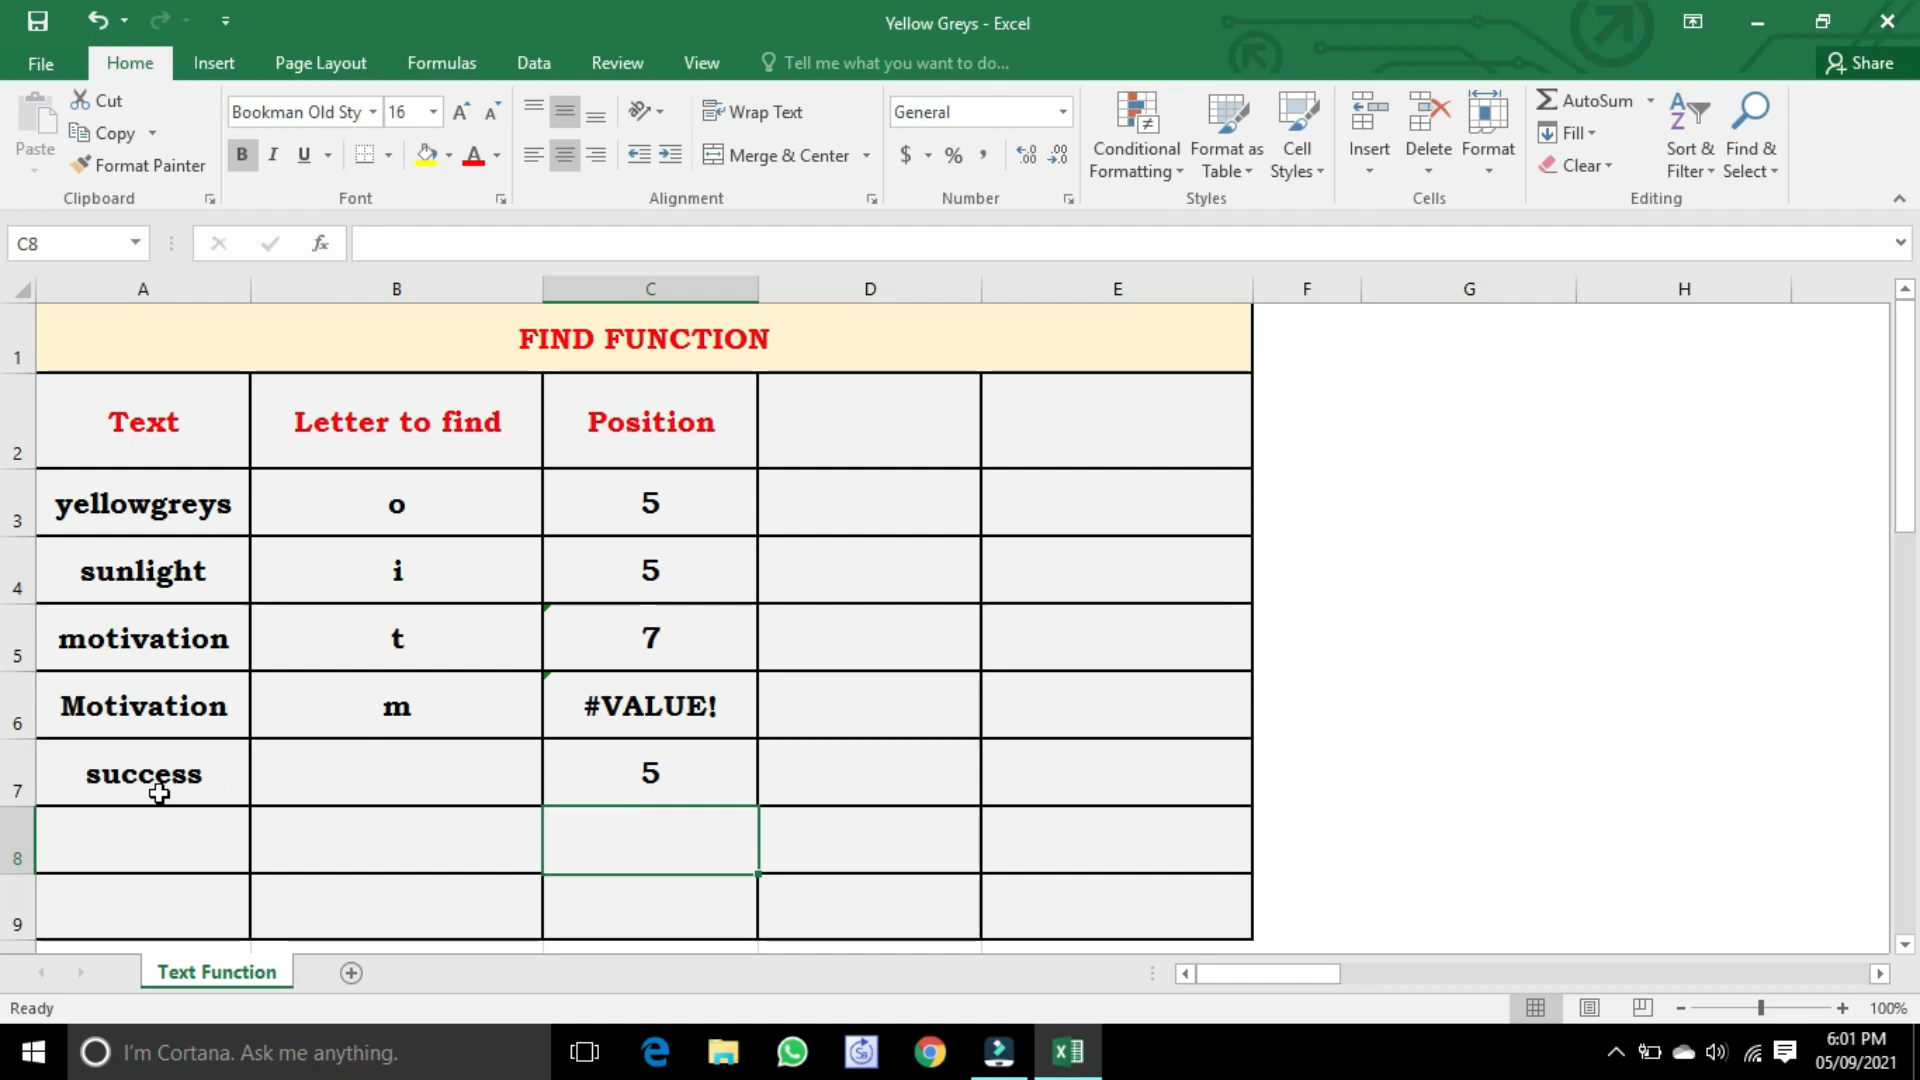 Yellow Greys - Excel
File Home Insert Page Layout Formulas Data Review View Tell me what you want to do... Share
Paste Cut Copy Format Painter Clipboard
Bookman Old Sty 16 B I U A Font
Wrap Text Merge & Center Alignment
General $ % Number
Conditional Formatting Format as Table Cell Styles Styles
Insert Delete Format Cells
AutoSum Fill Clear Sort & Filter Find & Select Editing
C8 fx
A B C D E F G H
1 FIND FUNCTION
2 Text Letter to find Position
3 yellowgreys o 5
4 sunlight i 5
5 motivation t 7
6 Motivation m #VALUE!
7 success 5
8
9
Text Function
Ready 100%
I'm Cortana. Ask me anything.
6:01 PM
05/09/2021